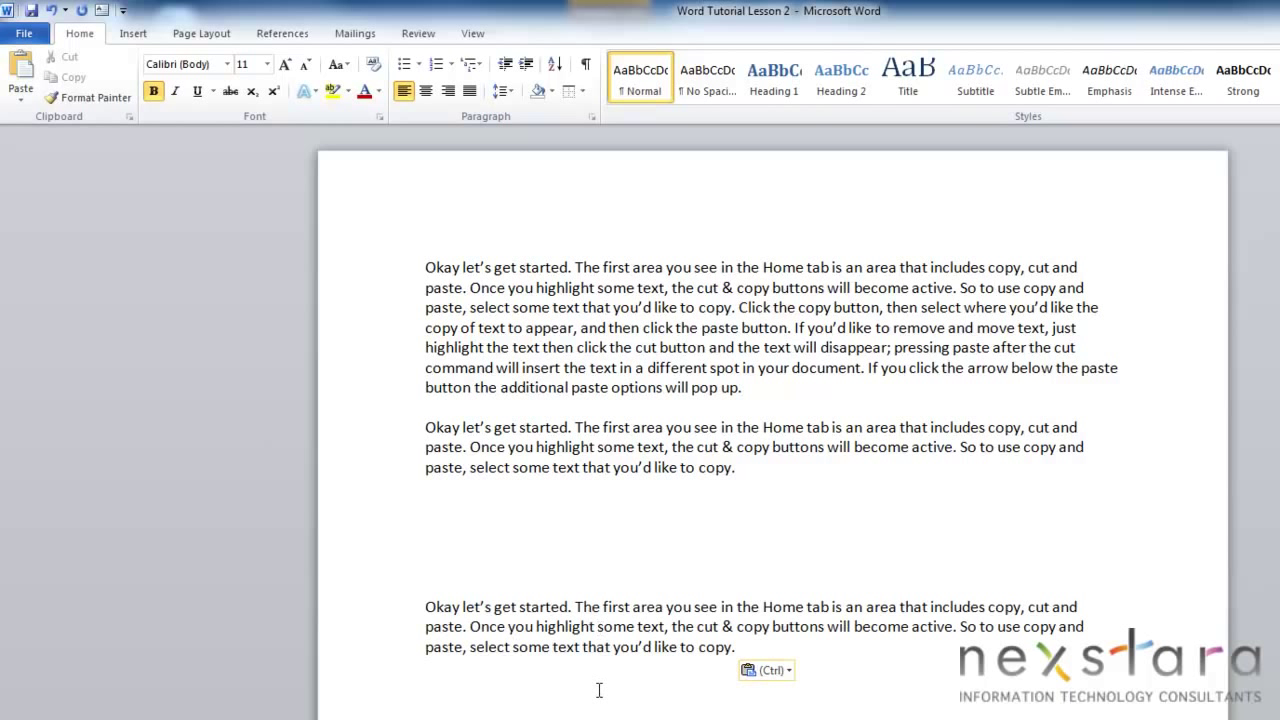 Word Tutorial Lesson 2 - Microsoft Word
File Home Insert Page Layout References Mailings Review View
Cut
Copy
Paste
Format Painter
Clipboard
Calibri (Body) 11
Aa
B I U abc x₂ x² A ab A
Font
Paragraph
AaBbCcDc AaBbCcDc AaBbCc AaBbCc AaB AaBbCc. AaBbCcDc AaBbCcDc AaBbCcDc AaBbCcDc
¶ Normal ¶ No Spaci... Heading 1 Heading 2 Title Subtitle Subtle Em... Emphasis Intense E... Strong
Styles
Okay let’s get started. The first area you see in the Home tab is an area that includes copy, cut and
paste. Once you highlight some text, the cut & copy buttons will become active. So to use copy and
paste, select some text that you’d like to copy. Click the copy button, then select where you’d like the
copy of text to appear, and then click the paste button. If you’d like to remove and move text, just
highlight the text then click the cut button and the text will disappear; pressing paste after the cut
command will insert the text in a different spot in your document. If you click the arrow below the paste
button the additional paste options will pop up.
Okay let’s get started. The first area you see in the Home tab is an area that includes copy, cut and
paste. Once you highlight some text, the cut & copy buttons will become active. So to use copy and
paste, select some text that you’d like to copy.
Okay let’s get started. The first area you see in the Home tab is an area that includes copy, cut and
paste. Once you highlight some text, the cut & copy buttons will become active. So to use copy and
paste, select some text that you’d like to copy.
(Ctrl)
nexstara
INFORMATION TECHNOLOGY CONSULTANTS